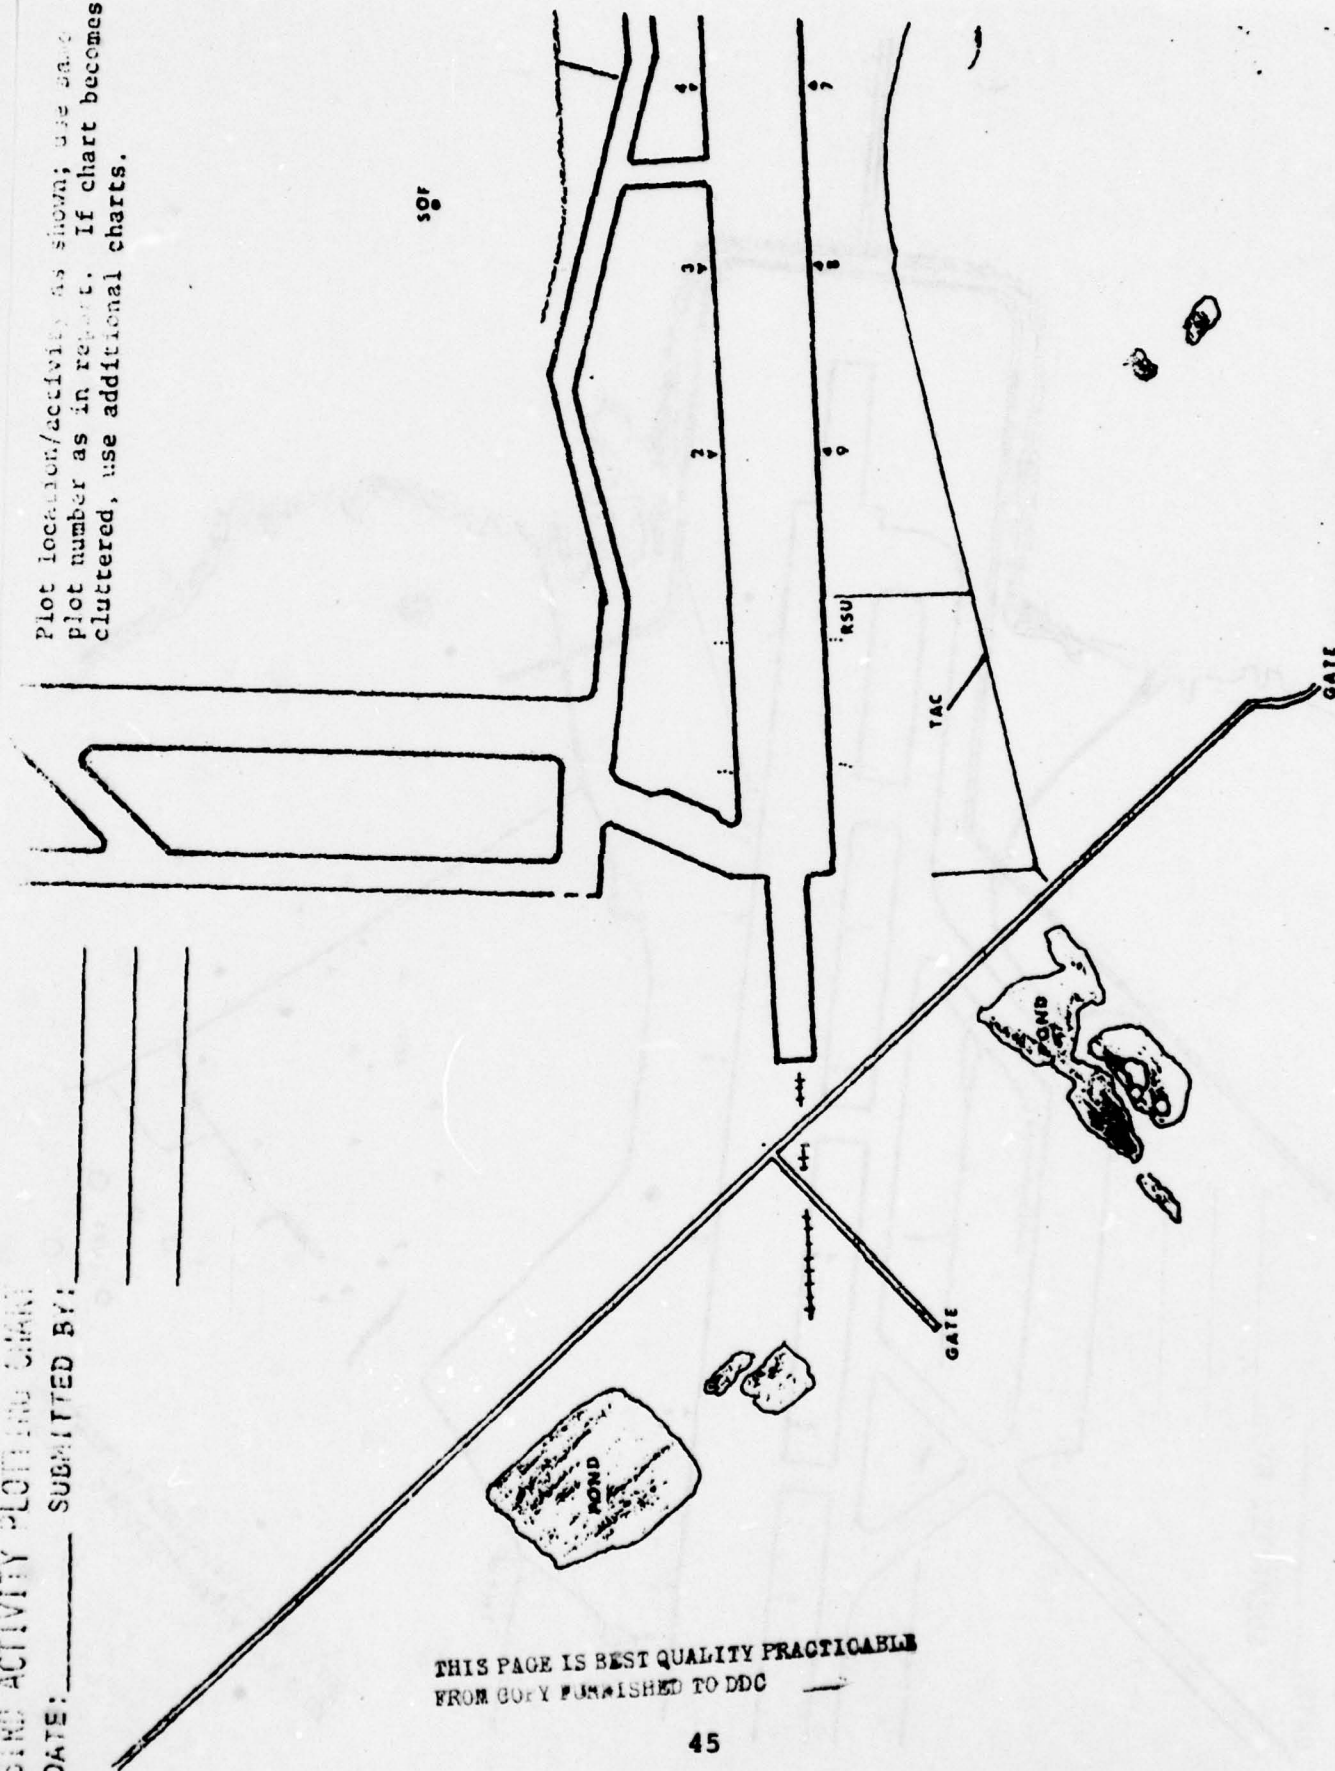 BIRD ACTIVITY PLOTTING CHART
DATE: SUBMITTED BY:
Plot location/activity as shown; use same
plot number as in report. If chart becomes
cluttered, use additional charts.
SOF
4
3
2
7
8
9
RSU
TAC
GATE
POND
GATE
POND
THIS PAGE IS BEST QUALITY PRACTICABLE
FROM COPY FURNISHED TO DDC
45